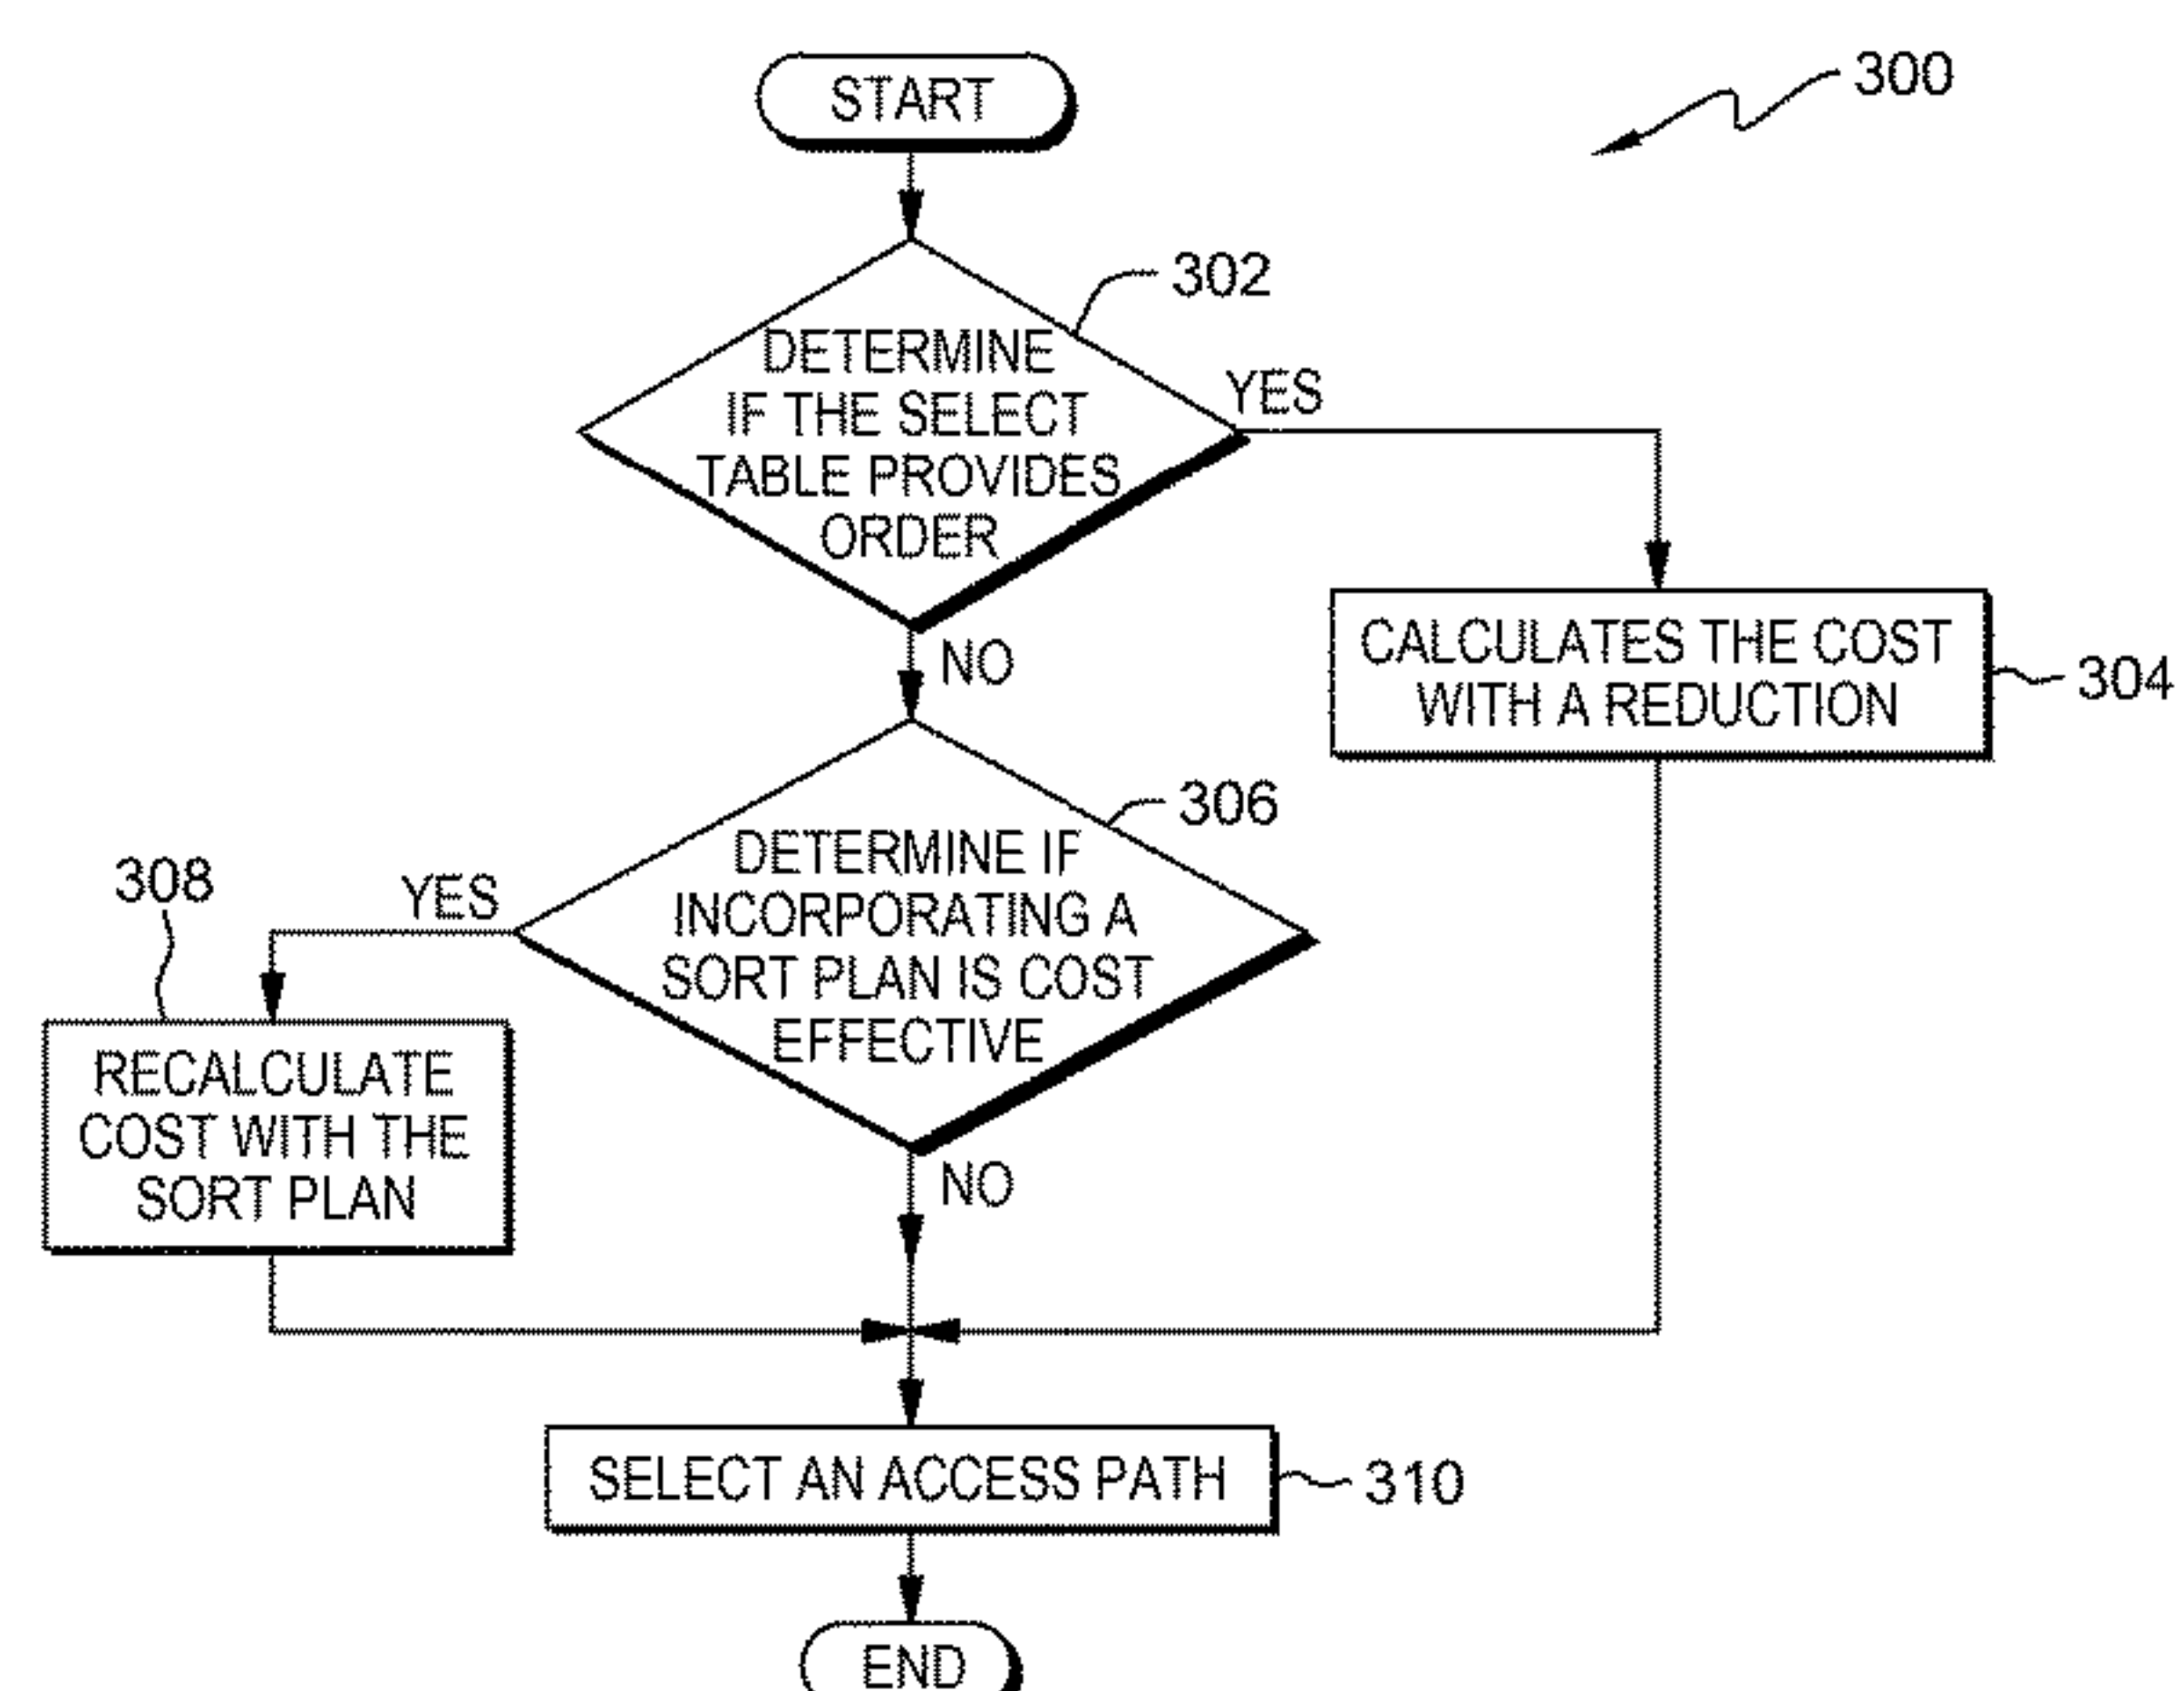 START
300
302
DETERMINE
IF THE SELECT
TABLE PROVIDES
ORDER
YES
NO
CALCULATES THE COST
WITH A REDUCTION
304
306
DETERMINE IF
INCORPORATING A
SORT PLAN IS COST
EFFECTIVE
308
YES
RECALCULATE
COST WITH THE
SORT PLAN
NO
SELECT AN ACCESS PATH
310
END